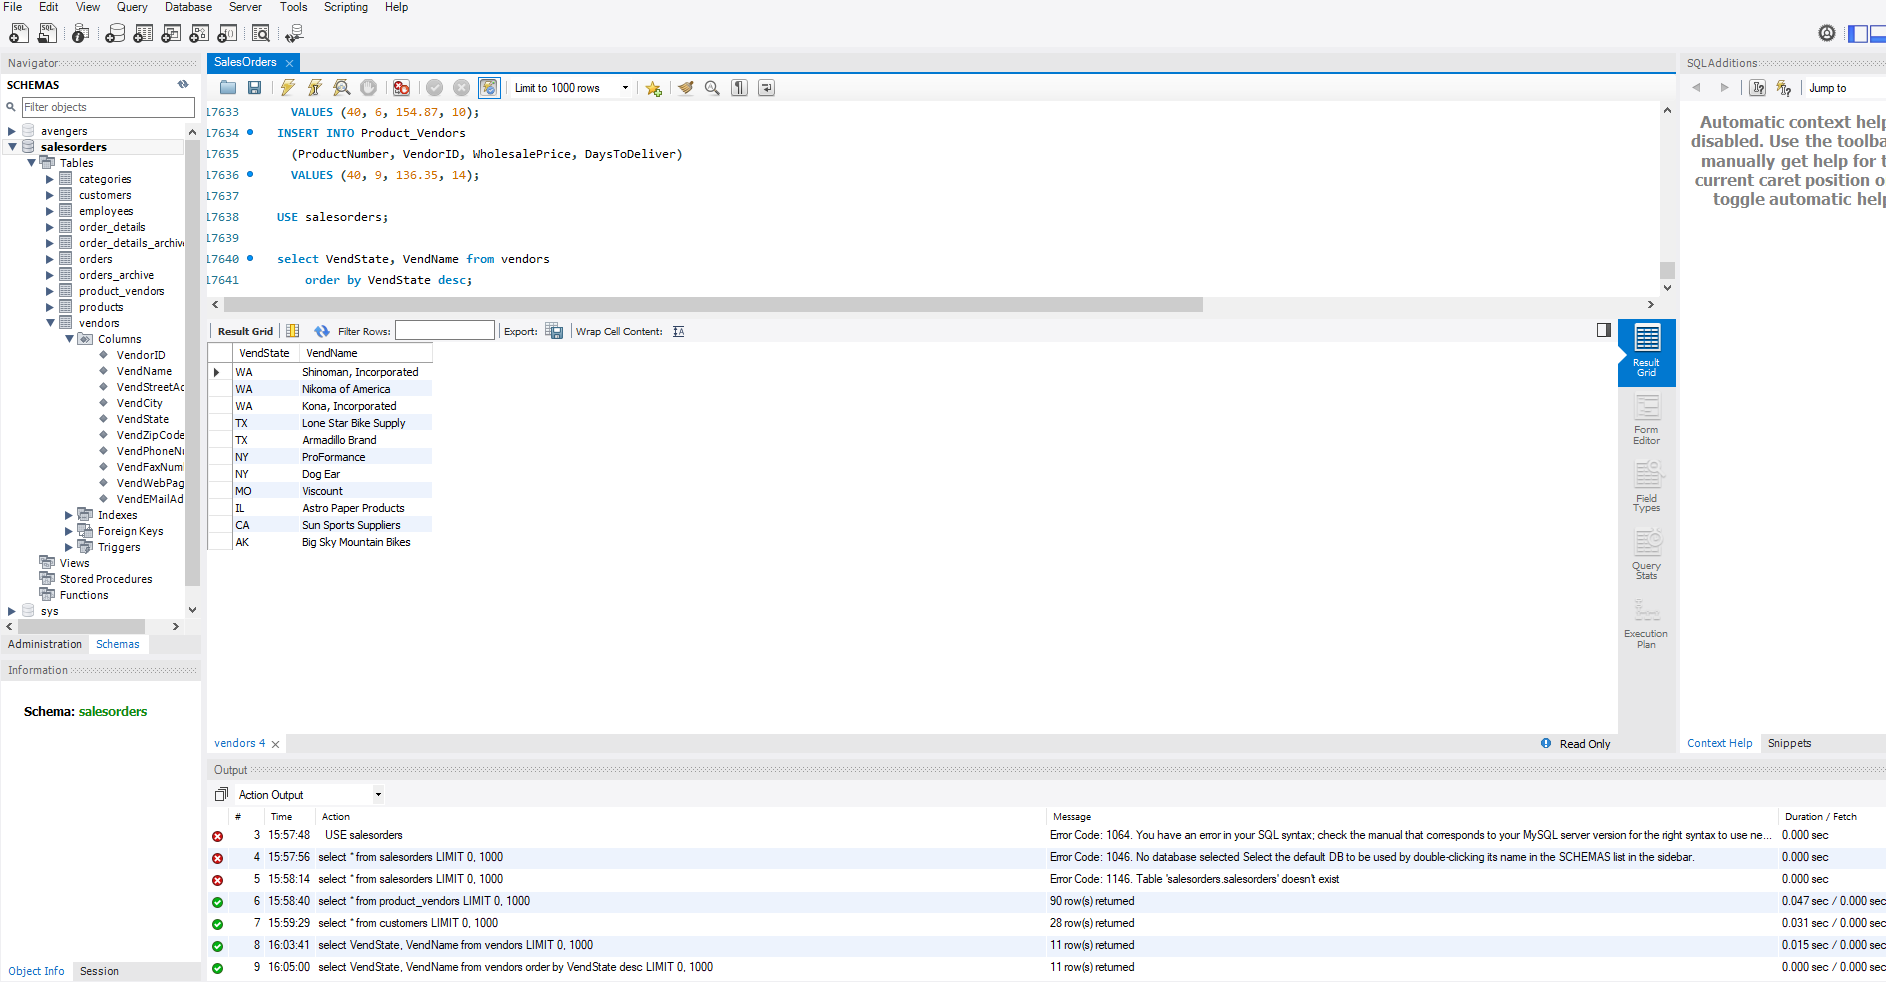 File Edit View Query Database Server Tools Scripting Help
Navigator
SCHEMAS
Filter objects
avengers
salesorders
Tables
categories
customers
employees
order_details
order_details_archiv
orders
orders_archive
product_vendors
products
vendors
Columns
VendorID
VendName
VendStreetAd
VendCity
VendState
VendZipCode
VendPhoneNu
VendFaxNum
VendWebPag
VendEMailAd
Indexes
Foreign Keys
Triggers
Views
Stored Procedures
Functions
sys
Administration Schemas
Information
Schema: salesorders
Object Info Session
SalesOrders
Limit to 1000 rows
17633 VALUES (40, 6, 154.87, 10);
17634 INSERT INTO Product_Vendors
17635 (ProductNumber, VendorID, WholesalePrice, DaysToDeliver)
17636 VALUES (40, 9, 136.35, 14);
17637
17638 USE salesorders;
17639
17640 select VendState, VendName from vendors
17641 order by VendState desc;
Result Grid Filter Rows: Export: Wrap Cell Content:
VendState VendName
WA Shinoman, Incorporated
WA Nikoma of America
WA Kona, Incorporated
TX Lone Star Bike Supply
TX Armadillo Brand
NY ProFormance
NY Dog Ear
MO Viscount
IL Astro Paper Products
CA Sun Sports Suppliers
AK Big Sky Mountain Bikes
Result
Grid
Form
Editor
Field
Types
Query
Stats
Execution
Plan
vendors 4 Read Only
SQLAdditions
Jump to
Automatic context help
disabled. Use the toolba
manually get help for t
current caret position o
toggle automatic help
Context Help Snippets
Output
Action Output
# Time Action Message Duration / Fetch
3 15:57:48 USE salesorders Error Code: 1064. You have an error in your SQL syntax; check the manual that corresponds to your MySQL server version for the right syntax to use ne... 0.000 sec
4 15:57:56 select * from salesorders LIMIT 0, 1000 Error Code: 1046. No database selected Select the default DB to be used by double-clicking its name in the SCHEMAS list in the sidebar. 0.000 sec
5 15:58:14 select * from salesorders LIMIT 0, 1000 Error Code: 1146. Table 'salesorders.salesorders' doesn't exist 0.000 sec
6 15:58:40 select * from product_vendors LIMIT 0, 1000 90 row(s) returned 0.047 sec / 0.000 sec
7 15:59:29 select * from customers LIMIT 0, 1000 28 row(s) returned 0.031 sec / 0.000 sec
8 16:03:41 select VendState, VendName from vendors LIMIT 0, 1000 11 row(s) returned 0.015 sec / 0.000 sec
9 16:05:00 select VendState, VendName from vendors order by VendState desc LIMIT 0, 1000 11 row(s) returned 0.000 sec / 0.000 sec